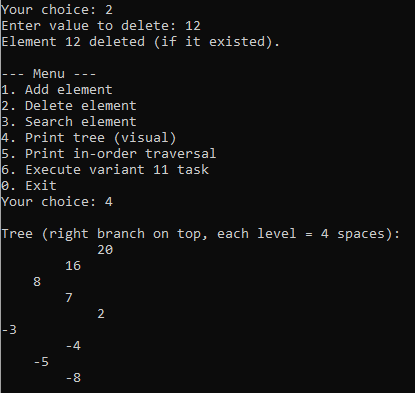 Your choice: 2
Enter value to delete: 12
Element 12 deleted (if it existed).

--- Menu ---
1. Add element
2. Delete element
3. Search element
4. Print tree (visual)
5. Print in-order traversal
6. Execute variant 11 task
0. Exit
Your choice: 4

Tree (right branch on top, each level = 4 spaces):
            20
        16
    8
        7
            2
-3
        -4
    -5
        -8